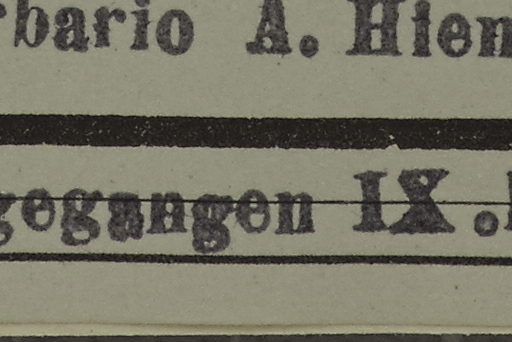 rbario A. Hien
gegangen IX.